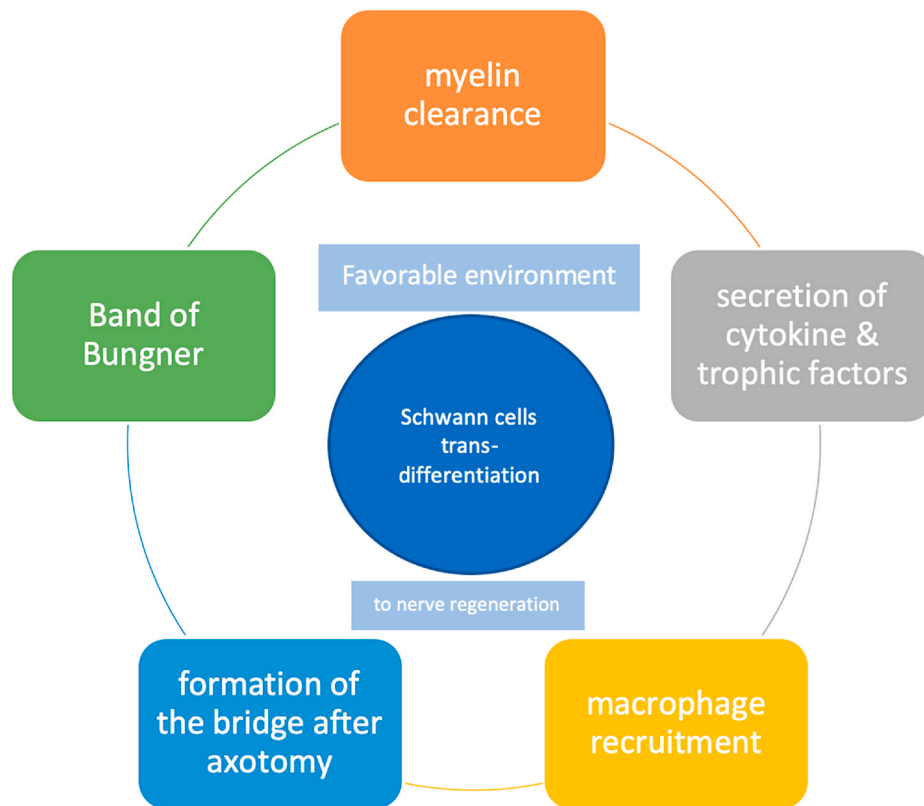 myelin
clearance
Favorable environment
Band of
Bungner
secretion of
cytokine &
trophic factors
Schwann cells
trans-
differentiation
to nerve regeneration
formation of
the bridge after
axotomy
macrophage
recruitment